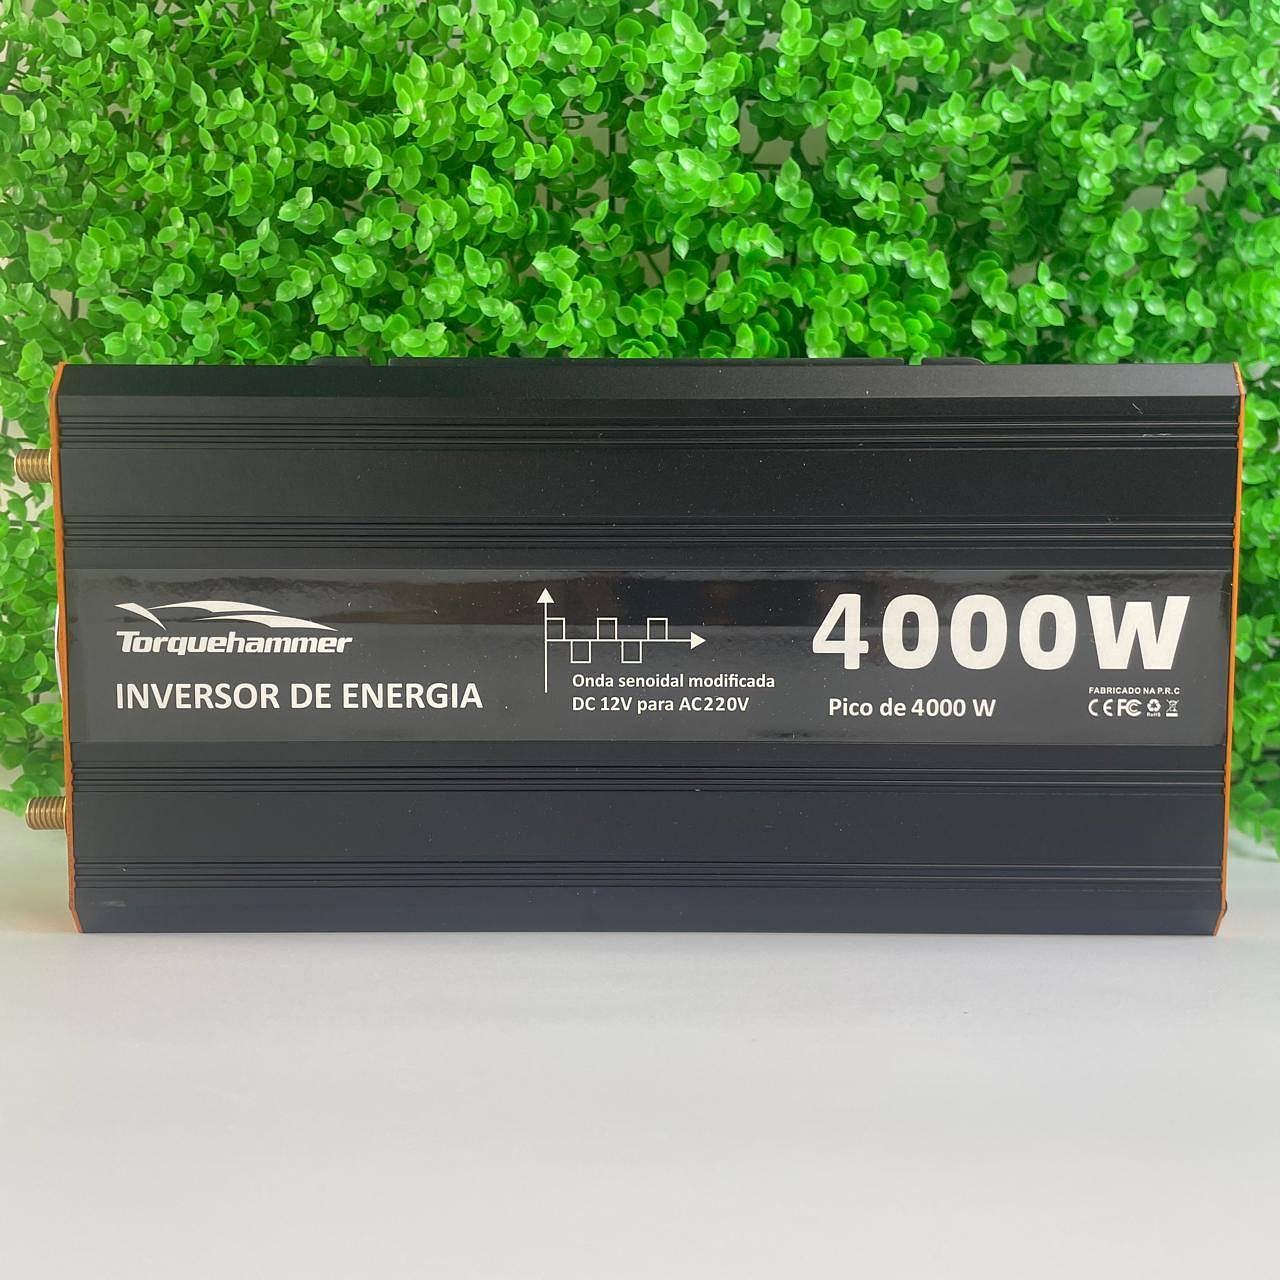 Torquehammer
INVERSOR DE ENERGIA
Onda senoidal modificada
DC 12V para AC220V
4000W
Pico de 4000 W
FABRICADO NA P.R.C
CE FC RoHS